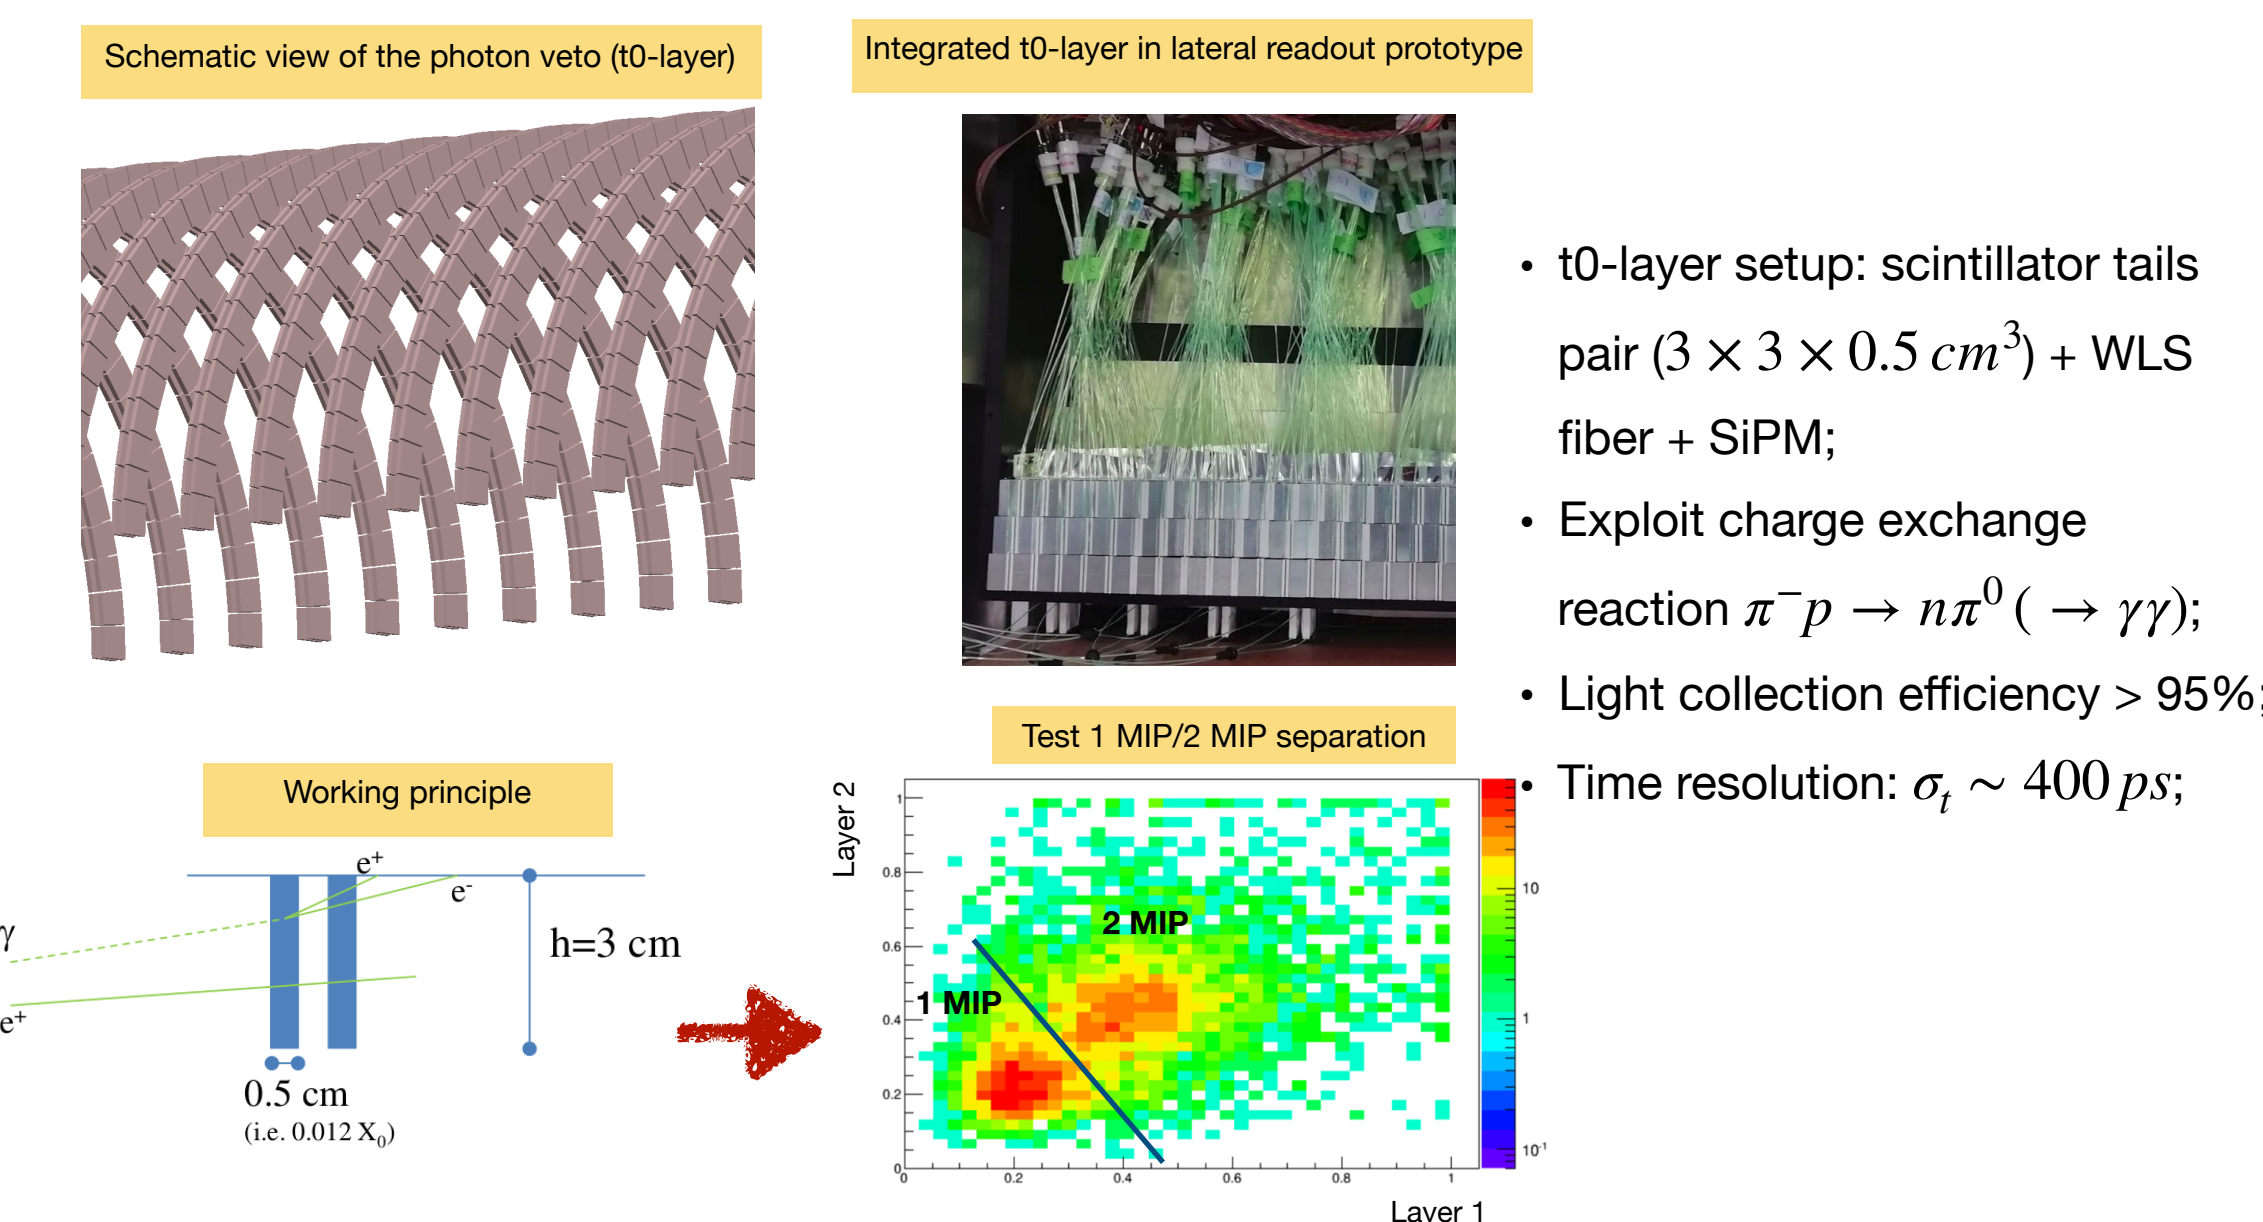 Schematic view of the photon veto (t0-layer)
Integrated t0-layer in lateral readout prototype
• t0-layer setup: scintillator tails
pair (3 × 3 × 0.5 cm³) + WLS
fiber + SiPM;
• Exploit charge exchange
reaction π⁻p → nπ⁰ ( → γγ);
• Light collection efficiency > 95%;
• Time resolution: σₜ ∼ 400 ps;
Working principle
e⁺
e⁻
γ
e⁺
h=3 cm
0.5 cm
(i.e. 0.012 X₀)
Test 1 MIP/2 MIP separation
Layer 2
1
0.8
0.6
0.4
0.2
0
2 MIP
1 MIP
10
1
10⁻¹
0 0.2 0.4 0.6 0.8 1
Layer 1